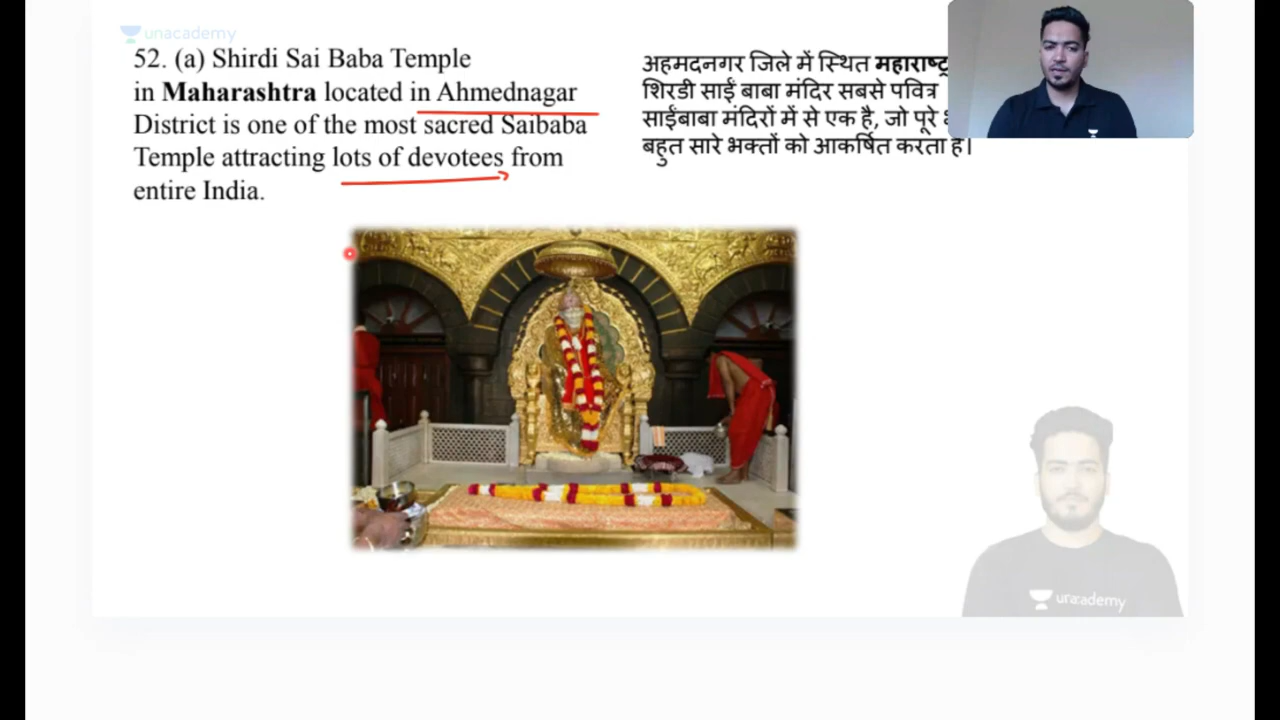 unacademy
52. (a) Shirdi Sai Baba Temple
in Maharashtra located in Ahmednagar
District is one of the most sacred Saibaba
Temple attracting lots of devotees from
entire India.
अहमदनगर जिले में स्थित महाराष्ट्र
शिरडी साईं बाबा मंदिर सबसे पवित्र
साईंबाबा मंदिरों में से एक है, जो पूरे
बहुत सारे भक्तों को आकर्षित करता है।
unacademy